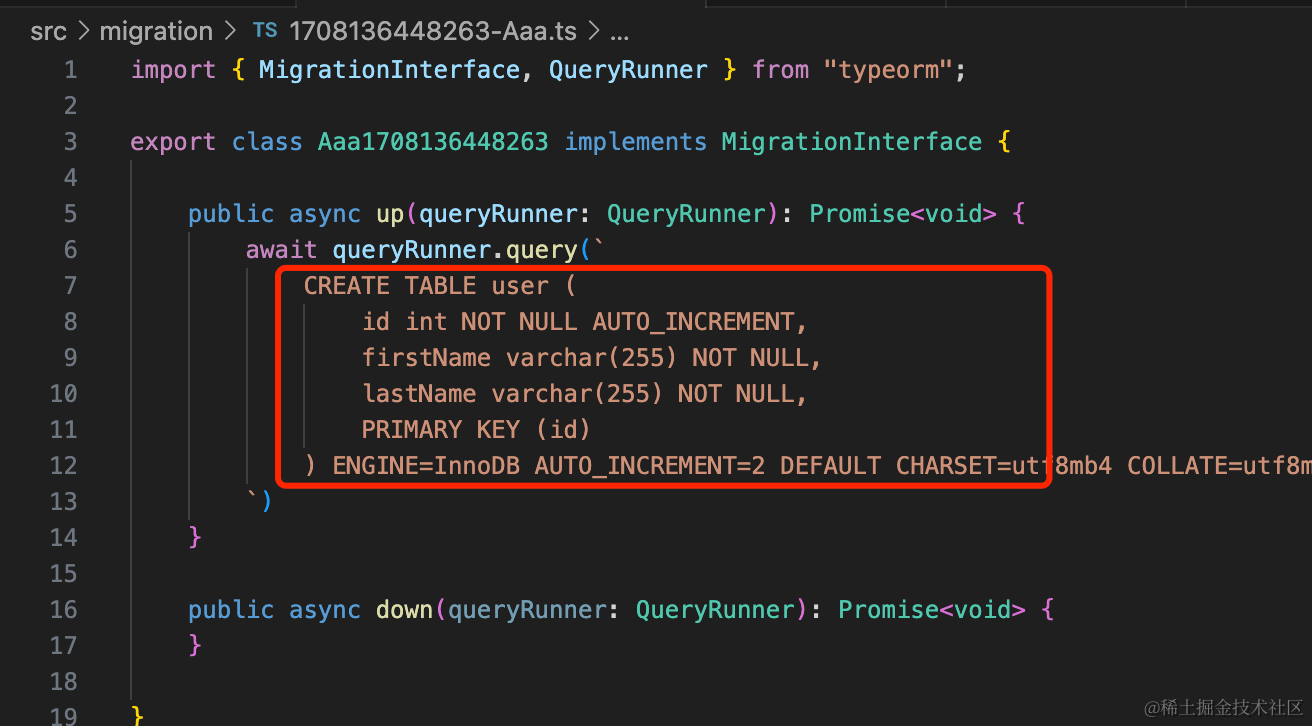 src > migration > TS 1708136448263-Aaa.ts > ...
1 import { MigrationInterface, QueryRunner } from "typeorm";
2
3 export class Aaa1708136448263 implements MigrationInterface {
4
5 public async up(queryRunner: QueryRunner): Promise<void> {
6 await queryRunner.query(`
7 CREATE TABLE user (
8 id int NOT NULL AUTO_INCREMENT,
9 firstName varchar(255) NOT NULL,
10 lastName varchar(255) NOT NULL,
11 PRIMARY KEY (id)
12 ) ENGINE=InnoDB AUTO_INCREMENT=2 DEFAULT CHARSET=utf8mb4 COLLATE=utf8m
13 `)
14 }
15
16 public async down(queryRunner: QueryRunner): Promise<void> {
17 }
18
19 }
@稀土掘金技术社区